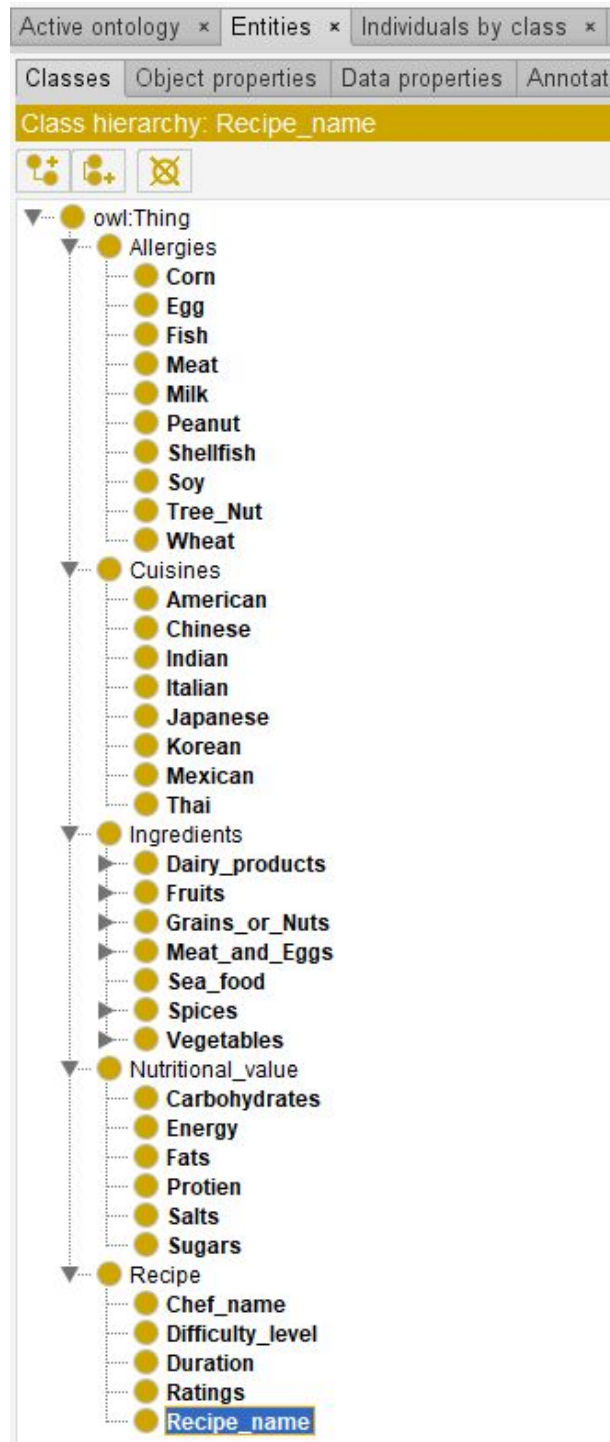 Active ontology × Entities × Individuals by class ×
Classes Object properties Data properties Annotat
Class hierarchy: Recipe_name
owl:Thing
Allergies
Corn
Egg
Fish
Meat
Milk
Peanut
Shellfish
Soy
Tree_Nut
Wheat
Cuisines
American
Chinese
Indian
Italian
Japanese
Korean
Mexican
Thai
Ingredients
Dairy_products
Fruits
Grains_or_Nuts
Meat_and_Eggs
Sea_food
Spices
Vegetables
Nutritional_value
Carbohydrates
Energy
Fats
Protien
Salts
Sugars
Recipe
Chef_name
Difficulty_level
Duration
Ratings
Recipe_name